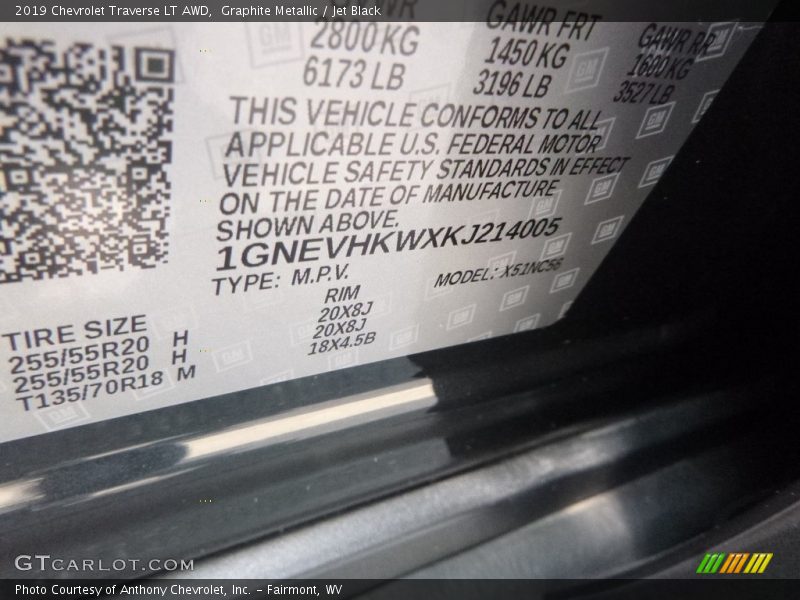 2019 Chevrolet Traverse LT AWD, Graphite Metallic / Jet Black
GAWR FRT
GAWR RR
2800 KG
1450 KG
1600 KG
6173 LB
3196 LB
3527 LB
THIS VEHICLE CONFORMS TO ALL
APPLICABLE U.S. FEDERAL MOTOR
VEHICLE SAFETY STANDARDS IN EFFECT
ON THE DATE OF MANUFACTURE
SHOWN ABOVE.
1GNEVHKWXKJ214005
TYPE: M.P.V.
MODEL: X51NC56
TIRE SIZE
RIM
255/55R20 H
20X8J
255/55R20 H
20X8J
T135/70R18 M
18X4.5B
GTCARLOT.COM
Photo Courtesy of Anthony Chevrolet, Inc. – Fairmont, WV